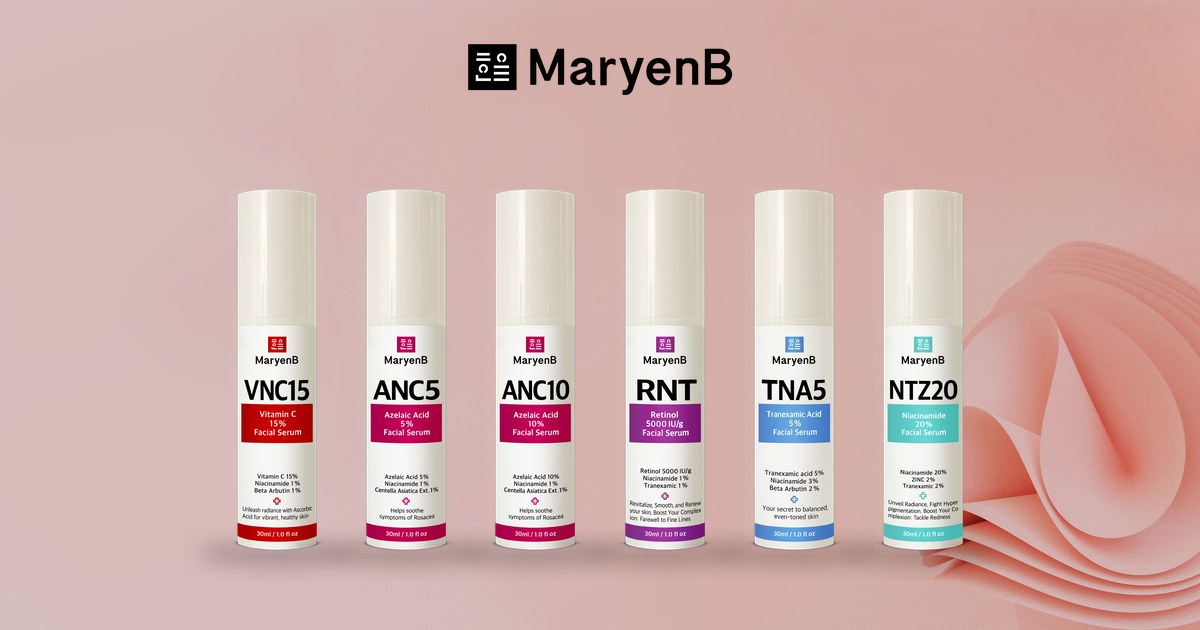 MaryenB
MaryenB
VNC15
Vitamin C
15%
Facial Serum
Vitamin C 15%
Niacinamide 1%
Beta Arbutin 1%
Unleash radiance with Ascorbic
Acid for vibrant, healthy skin
30ml / 1.0 fl oz
MaryenB
ANC5
Azelaic Acid
5%
Facial Serum
Azelaic Acid 5%
Niacinamide 1%
Centella Asiatica Ext.1%
Helps soothe
symptoms of Rosacea
30ml / 1.0 fl oz
MaryenB
ANC10
Azelaic Acid
10%
Facial Serum
Azelaic Acid 10%
Niacinamide 1%
Centella Asiatica Ext.1%
Helps soothe
symptoms of Rosacea
30ml / 1.0 fl oz
MaryenB
RNT
Retinol
5000 IU/g
Facial Serum
Retinol 5000 IU/g
Niacinamide 1%
Tranexamic 1%
Revitalize, Smooth, and Renew
your skin. Boost Your Complex
ion: Farewell to Fine Lines
30ml / 1.0 fl oz
MaryenB
TNA5
Tranexamic Acid
5%
Facial Serum
Tranexamic acid 5%
Niacinamide 3%
Beta Arbutin 2%
Your secret to balanced,
even-toned skin
30ml / 1.0 fl oz
MaryenB
NTZ20
Niacinamide
20%
Facial Serum
Niacinamide 20%
ZINC 2%
Tranexamic 2%
Unveil Radiance, Fight Hyper
pigmentation. Boost Your Co
mplexion: Tackle Redness
30ml / 1.0 fl oz